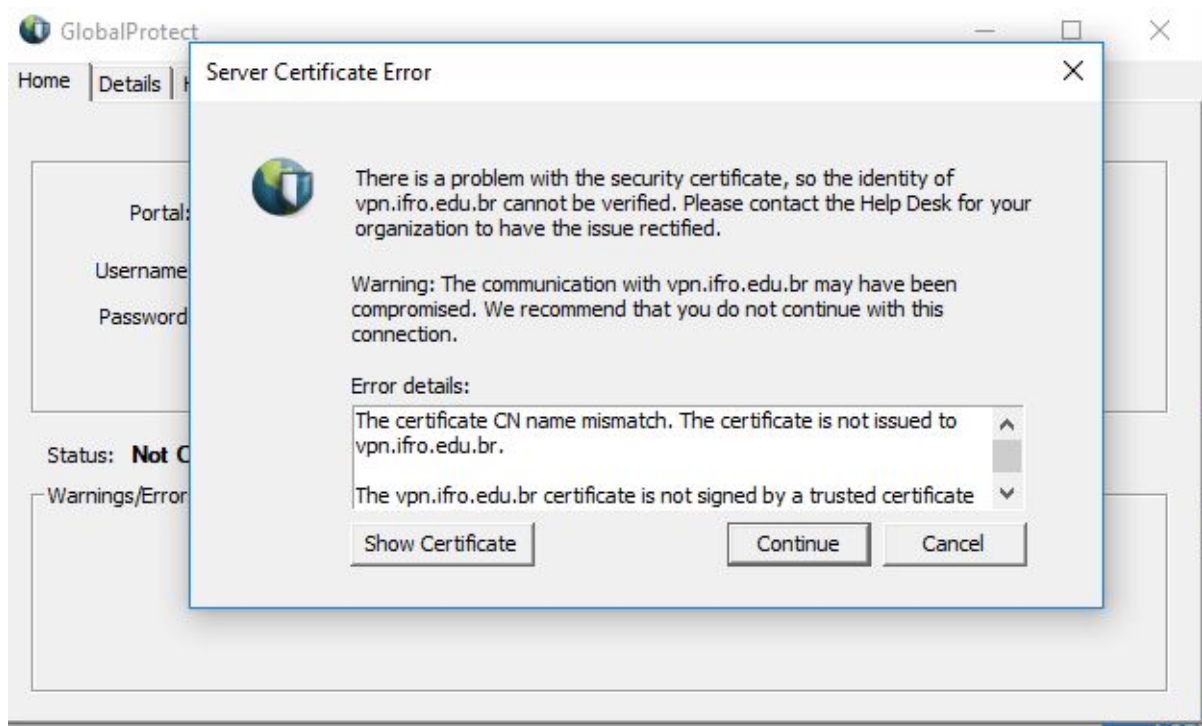 GlobalProtect
Server Certificate Error
Home
Details
There is a problem with the security certificate, so the identity of
vpn.ifro.edu.br cannot be verified. Please contact the Help Desk for your
organization to have the issue rectified.
Portal:
Username
Warning: The communication with vpn.ifro.edu.br may have been
compromised. We recommend that you do not continue with this
connection.
Password
Error details:
The certificate CN name mismatch. The certificate is not issued to
vpn.ifro.edu.br.
The vpn.ifro.edu.br certificate is not signed by a trusted certificate
Status: Not C
Warnings/Error
Show Certificate
Continue
Cancel